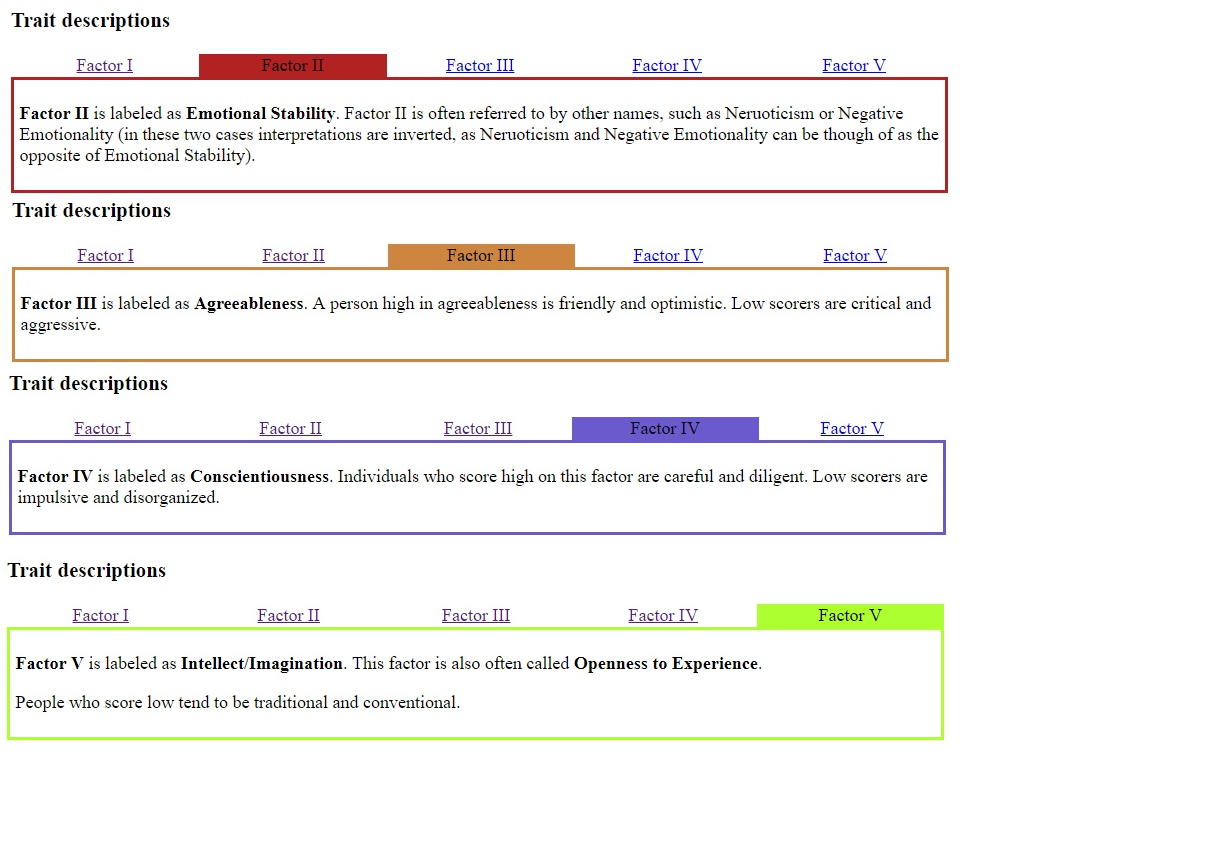 Trait descriptions
Factor I Factor II Factor III Factor IV Factor V
Factor II is labeled as Emotional Stability. Factor II is often referred to by other names, such as Neruoticism or Negative
Emotionality (in these two cases interpretations are inverted, as Neruoticism and Negative Emotionality can be though of as the
opposite of Emotional Stability).
Trait descriptions
Factor I Factor II Factor III Factor IV Factor V
Factor III is labeled as Agreeableness. A person high in agreeableness is friendly and optimistic. Low scorers are critical and
aggressive.
Trait descriptions
Factor I Factor II Factor III Factor IV Factor V
Factor IV is labeled as Conscientiousness. Individuals who score high on this factor are careful and diligent. Low scorers are
impulsive and disorganized.
Trait descriptions
Factor I Factor II Factor III Factor IV Factor V
Factor V is labeled as Intellect/Imagination. This factor is also often called Openness to Experience.
People who score low tend to be traditional and conventional.